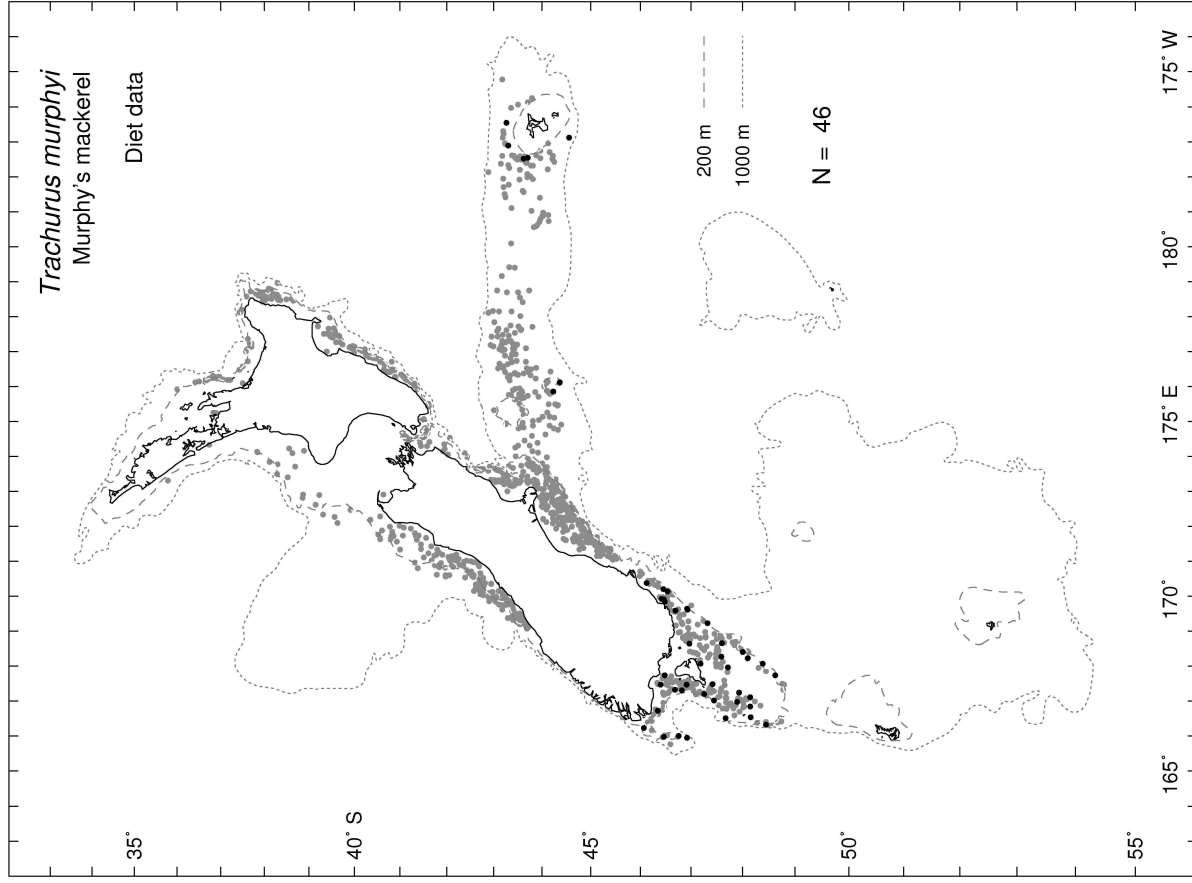 Trachurus murphyi
Murphy's mackerel
Diet data
200 m
1000 m
N = 46
35°
40° S
45°
50°
55°
165°
170°
175° E
180°
175° W